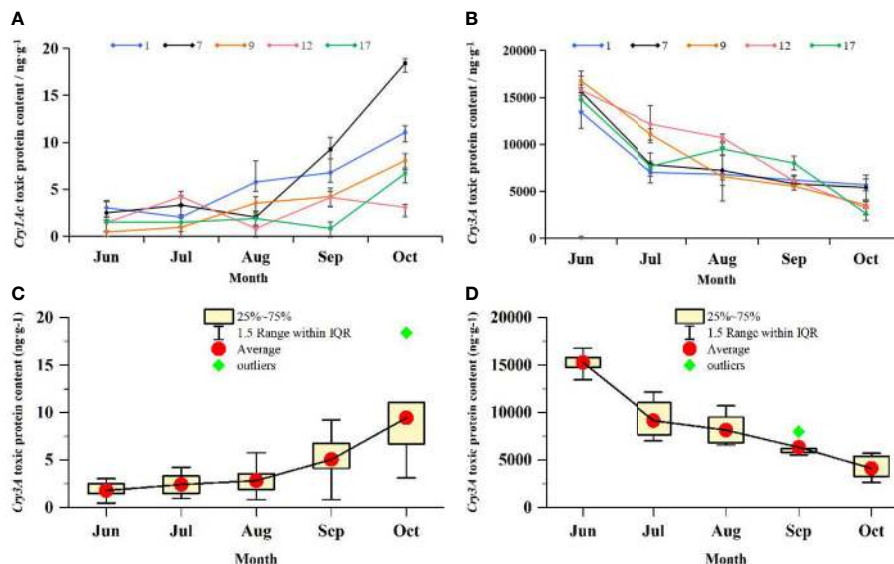 A
1 7 9 12 17
Cry1Ac toxic protein content / ng·g⁻¹
20
15
10
5
0
Jun Jul Aug Sep Oct
Month
B
1 7 9 12 17
Cry3A toxic protein content / ng·g⁻¹
20000
15000
10000
5000
0
Jun Jul Aug Sep Oct
Month
C
25%~75%
1.5 Range within IQR
Average
outliers
Cry3A toxic protein content (ng·g-1)
20
15
10
5
0
Jun Jul Aug Sep Oct
Month
D
25%~75%
1.5 Range within IQR
Average
outliers
Cry3A toxic protein content (ng·g-1)
20000
15000
10000
5000
0
Jun Jul Aug Sep Oct
Month